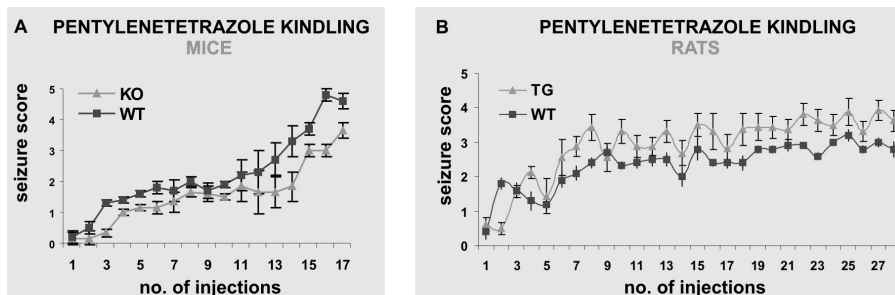 A
PENTYLENETETRAZOLE KINDLING
MICE
seizure score
5
4
3
2
1
0
KO
WT
1 3 5 7 9 11 13 15 17
no. of injections
B
PENTYLENETETRAZOLE KINDLING
RATS
seizure score
5
4
3
2
1
0
TG
WT
1 3 5 7 9 11 13 15 17 19 21 23 25 27
no. of injections